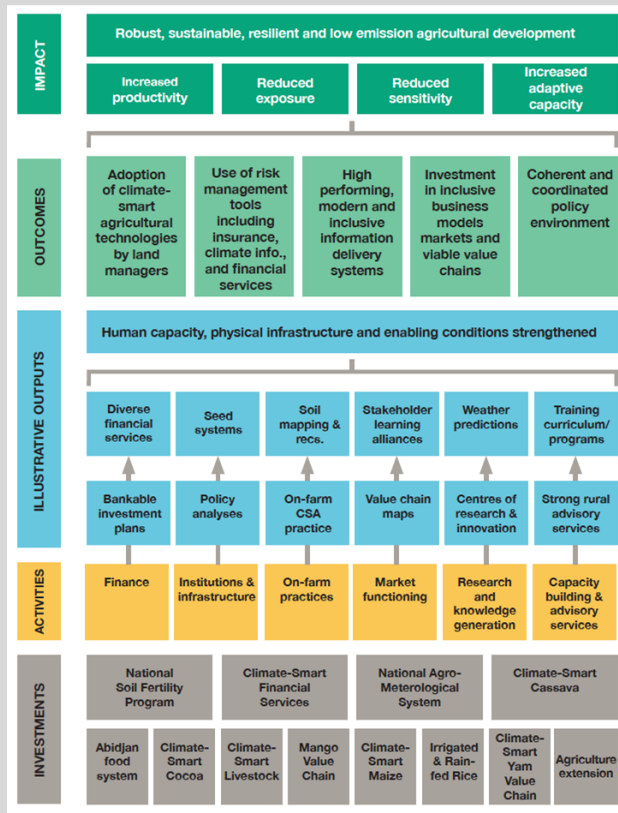 IMPACT
Robust, sustainable, resilient and low emission agricultural development
Increased
productivity
Reduced
exposure
Reduced
sensitivity
Increased
adaptive
capacity
OUTCOMES
Adoption
of climate-
smart
agricultural
technologies
by land
managers
Use of risk
management
tools
including
insurance,
climate info.,
and financial
services
High
performing,
modern and
inclusive
information
delivery
systems
Investment
in inclusive
business
models
markets and
viable value
chains
Coherent and
coordinated
policy
environment
ILLUSTRATIVE OUTPUTS
Human capacity, physical infrastructure and enabling conditions strengthened
Diverse
financial
services
Seed
systems
Soil
mapping &
recs.
Stakeholder
learning
alliances
Weather
predictions
Training
curriculum/
programs
Bankable
investment
plans
Policy
analyses
On-farm
CSA
practice
Value chain
maps
Centres of
research &
innovation
Strong rural
advisory
services
ACTIVITIES
Finance
Institutions &
infrastructure
On-farm
practices
Market
functioning
Research
and
knowledge
generation
Capacity
building &
advisory
services
INVESTMENTS
National
Soil Fertility
Program
Climate-Smart
Financial
Services
National Agro-
Meterological
System
Climate-Smart
Cassava
Abidjan
food
system
Climate-
Smart
Cocoa
Climate-
Smart
Livestock
Mango
Value
Chain
Climate-
Smart
Maize
Irrigated
& Rain-
fed Rice
Climate-
Smart
Yam
Value
Chain
Agriculture
extension